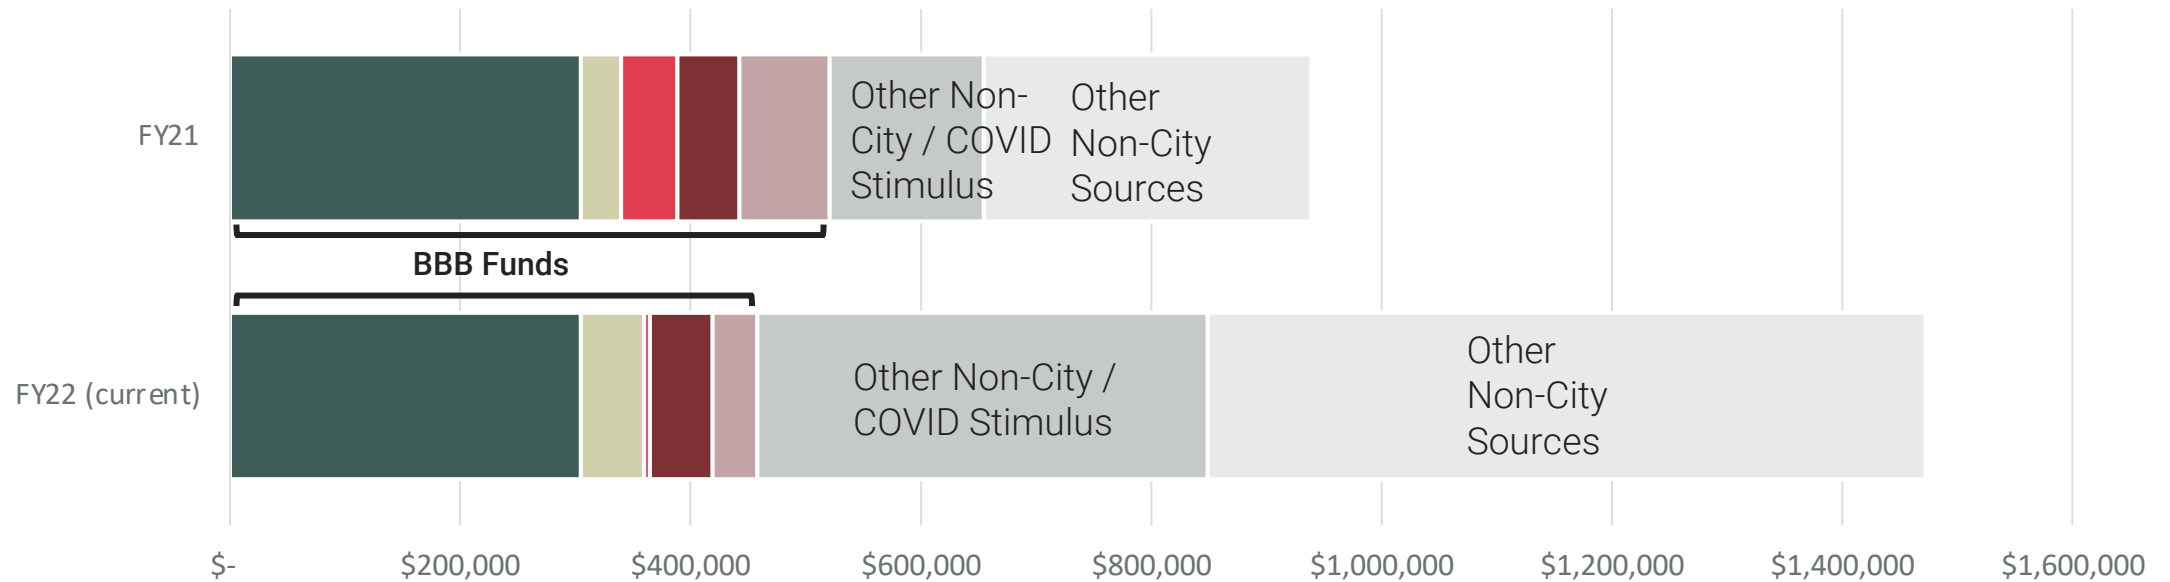 FY21
Other Non-
City / COVID
Stimulus
Other
Non-City
Sources
BBB Funds
FY22 (current)
Other Non-City /
COVID Stimulus
Other
Non-City
Sources
$- $200,000 $400,000 $600,000 $800,000 $1,000,000 $1,200,000 $1,400,000 $1,600,000